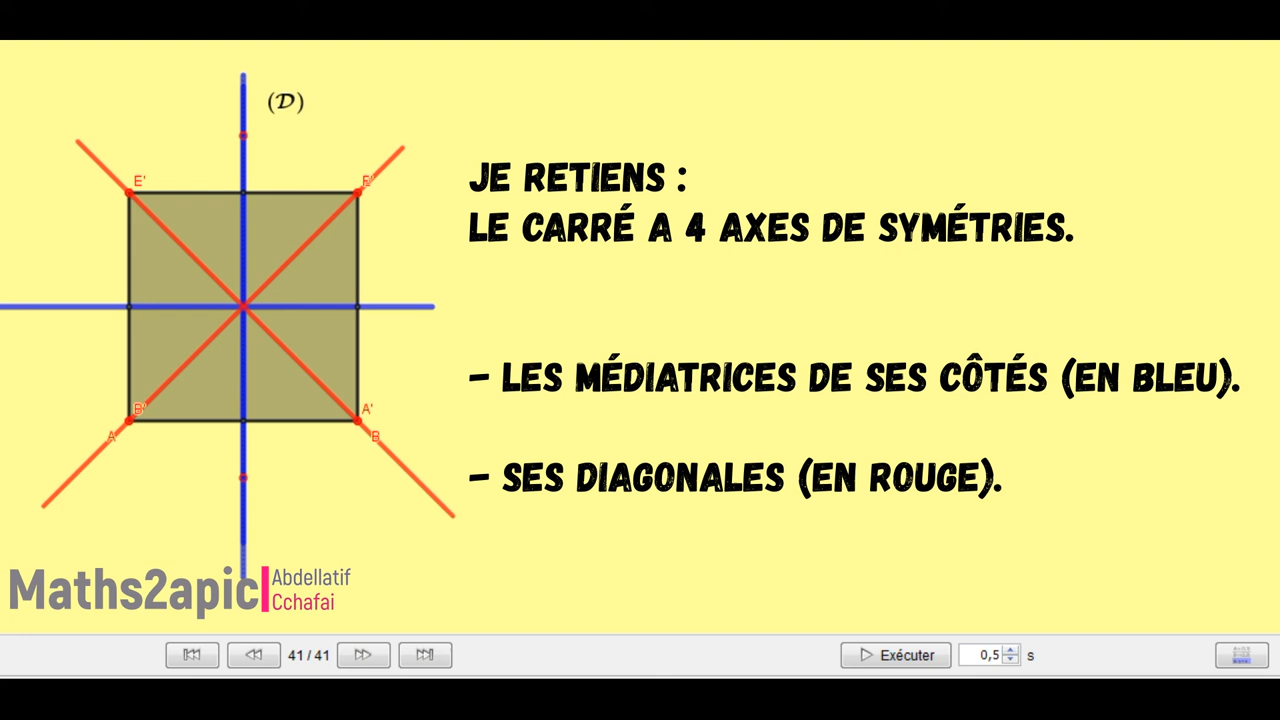 (D)
E'
JE RETIENS :
LE CARRÉ A 4 AXES DE SYMÉTRIES.
- LES MÉDIATRICES DE SES CÔTÉS (EN BLEU).
B'
A'
A
B
- SES DIAGONALES (EN ROUGE).
Maths2apic
Abdellatif
Cchafai
41 / 41
Exécuter
0,5
s